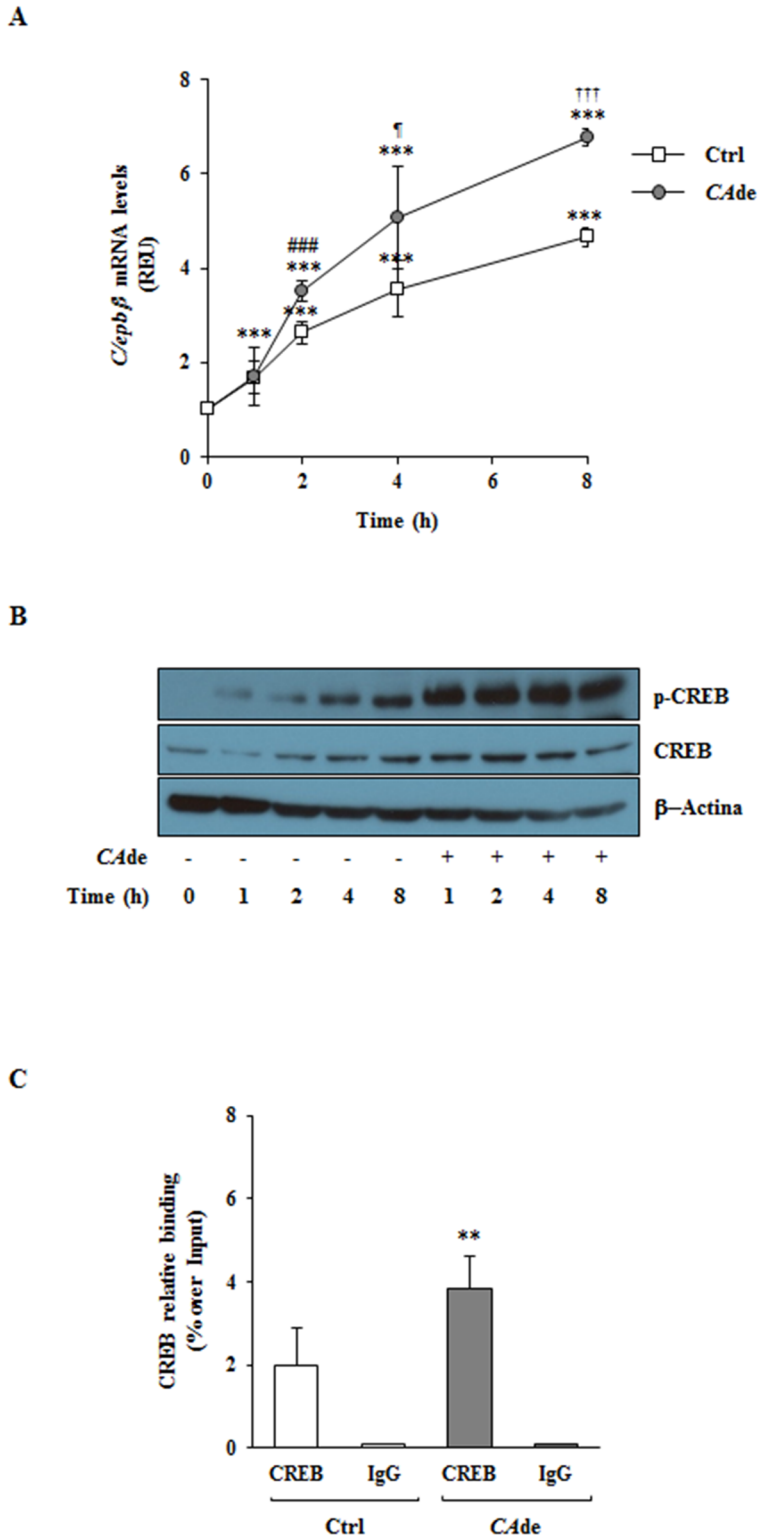 A
8
6
4
2
0
C/epbβ mRNA levels
(REU)
***
###
***
***
¶
***
***
†††
***
***
Ctrl
CAde
0 2 4 6 8
Time (h)
B
p-CREB
CREB
β–Actina
CAde - - - - - + + + +
Time (h) 0 1 2 4 8 1 2 4 8
C
8
6
4
2
0
CREB relative binding
(% over Input)
**
CREB IgG CREB IgG
Ctrl CAde